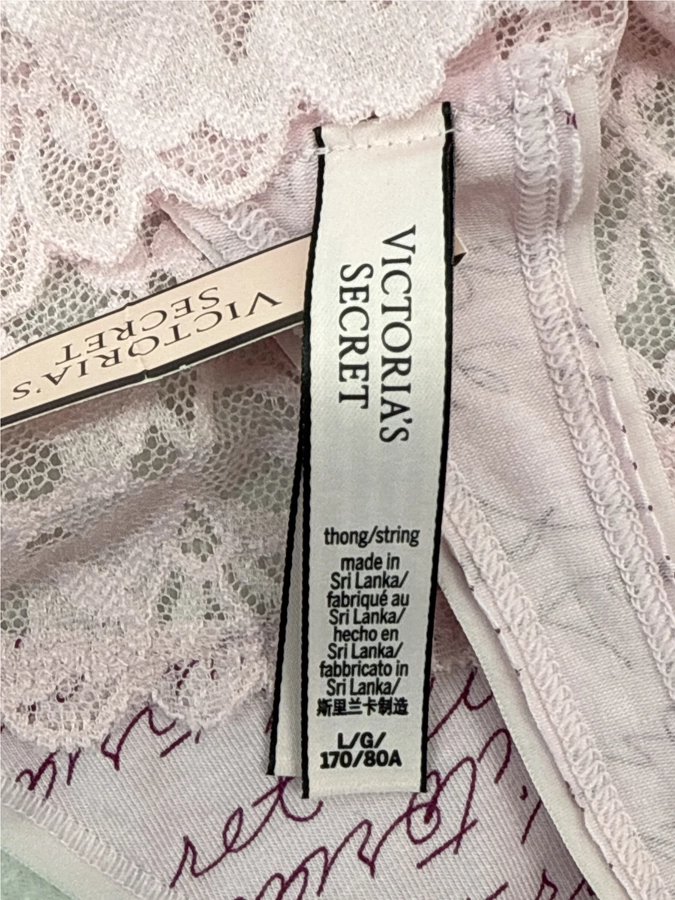 VICTORIA'S
SECRET
VICTORIA'S
SECRET
thong/string
made in
Sri Lanka/
fabriqué au
Sri Lanka/
hecho en
Sri Lanka/
fabbricato in
Sri Lanka/
斯里兰卡制造
L/G/
170/80A